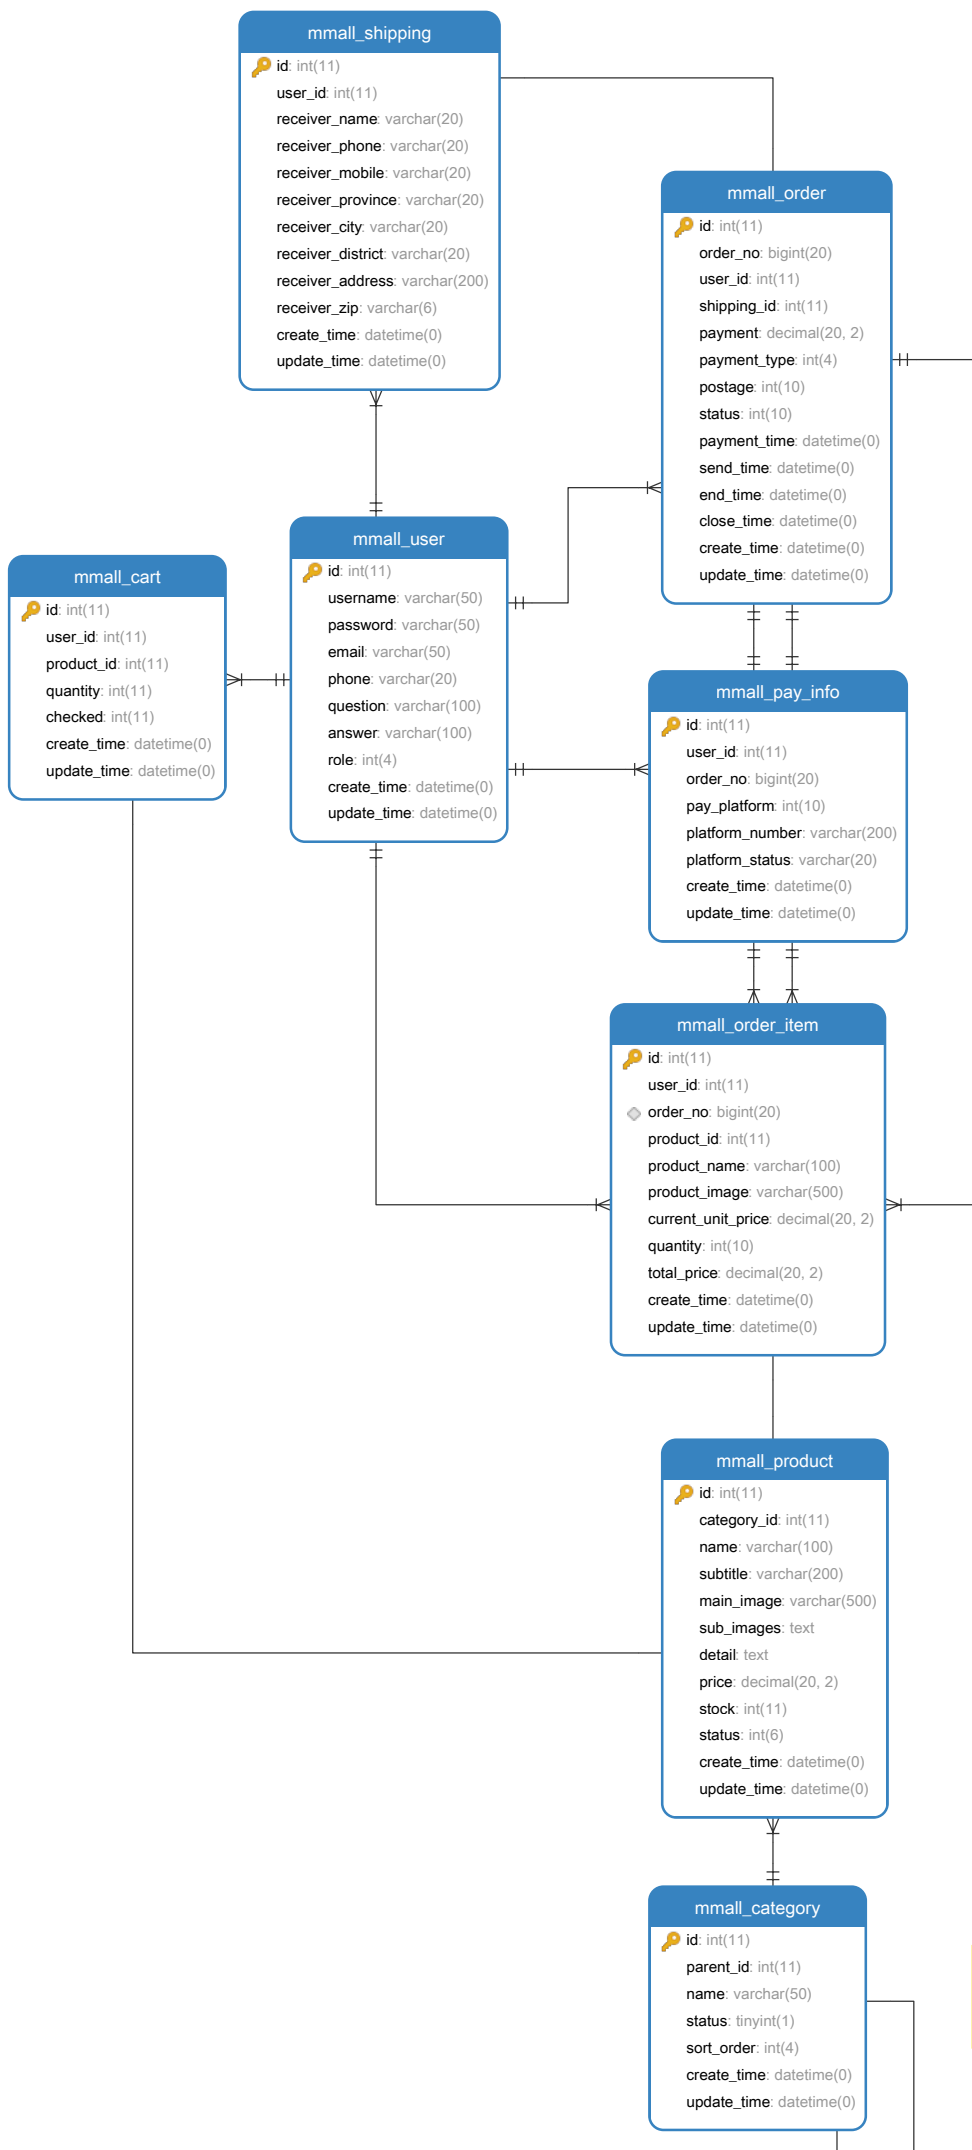 mmall_shipping
id: int(11)
user_id: int(11)
receiver_name: varchar(20)
receiver_phone: varchar(20)
receiver_mobile: varchar(20)
receiver_province: varchar(20)
receiver_city: varchar(20)
receiver_district: varchar(20)
receiver_address: varchar(200)
receiver_zip: varchar(6)
create_time: datetime(0)
update_time: datetime(0)
mmall_order
id: int(11)
order_no: bigint(20)
user_id: int(11)
shipping_id: int(11)
payment: decimal(20, 2)
payment_type: int(4)
postage: int(10)
status: int(10)
payment_time: datetime(0)
send_time: datetime(0)
end_time: datetime(0)
close_time: datetime(0)
create_time: datetime(0)
update_time: datetime(0)
mmall_user
id: int(11)
username: varchar(50)
password: varchar(50)
email: varchar(50)
phone: varchar(20)
question: varchar(100)
answer: varchar(100)
role: int(4)
create_time: datetime(0)
update_time: datetime(0)
mmall_cart
id: int(11)
user_id: int(11)
product_id: int(11)
quantity: int(11)
checked: int(11)
create_time: datetime(0)
update_time: datetime(0)
mmall_pay_info
id: int(11)
user_id: int(11)
order_no: bigint(20)
pay_platform: int(10)
platform_number: varchar(200)
platform_status: varchar(20)
create_time: datetime(0)
update_time: datetime(0)
mmall_order_item
id: int(11)
user_id: int(11)
order_no: bigint(20)
product_id: int(11)
product_name: varchar(100)
product_image: varchar(500)
current_unit_price: decimal(20, 2)
quantity: int(10)
total_price: decimal(20, 2)
create_time: datetime(0)
update_time: datetime(0)
mmall_product
id: int(11)
category_id: int(11)
name: varchar(100)
subtitle: varchar(200)
main_image: varchar(500)
sub_images: text
detail: text
price: decimal(20, 2)
stock: int(11)
status: int(6)
create_time: datetime(0)
update_time: datetime(0)
mmall_category
id: int(11)
parent_id: int(11)
name: varchar(50)
status: tinyint(1)
sort_order: int(4)
create_time: datetime(0)
update_time: datetime(0)